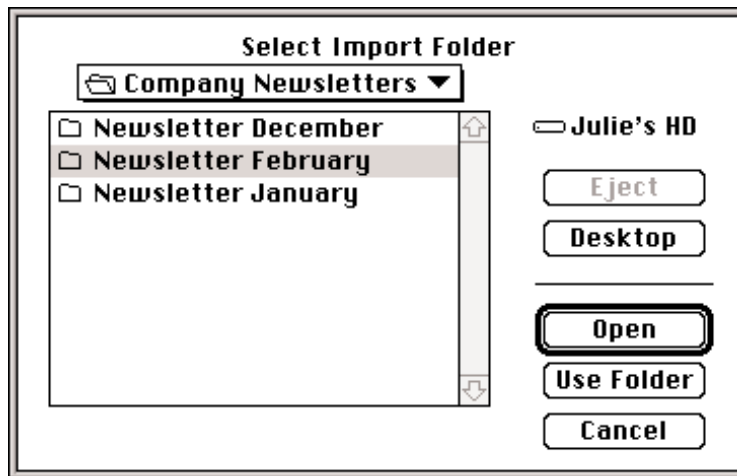 Select Import Folder
Company Newsletters
Newsletter December
Newsletter February
Newsletter January
Julie's HD
Eject
Desktop
Open
Use Folder
Cancel